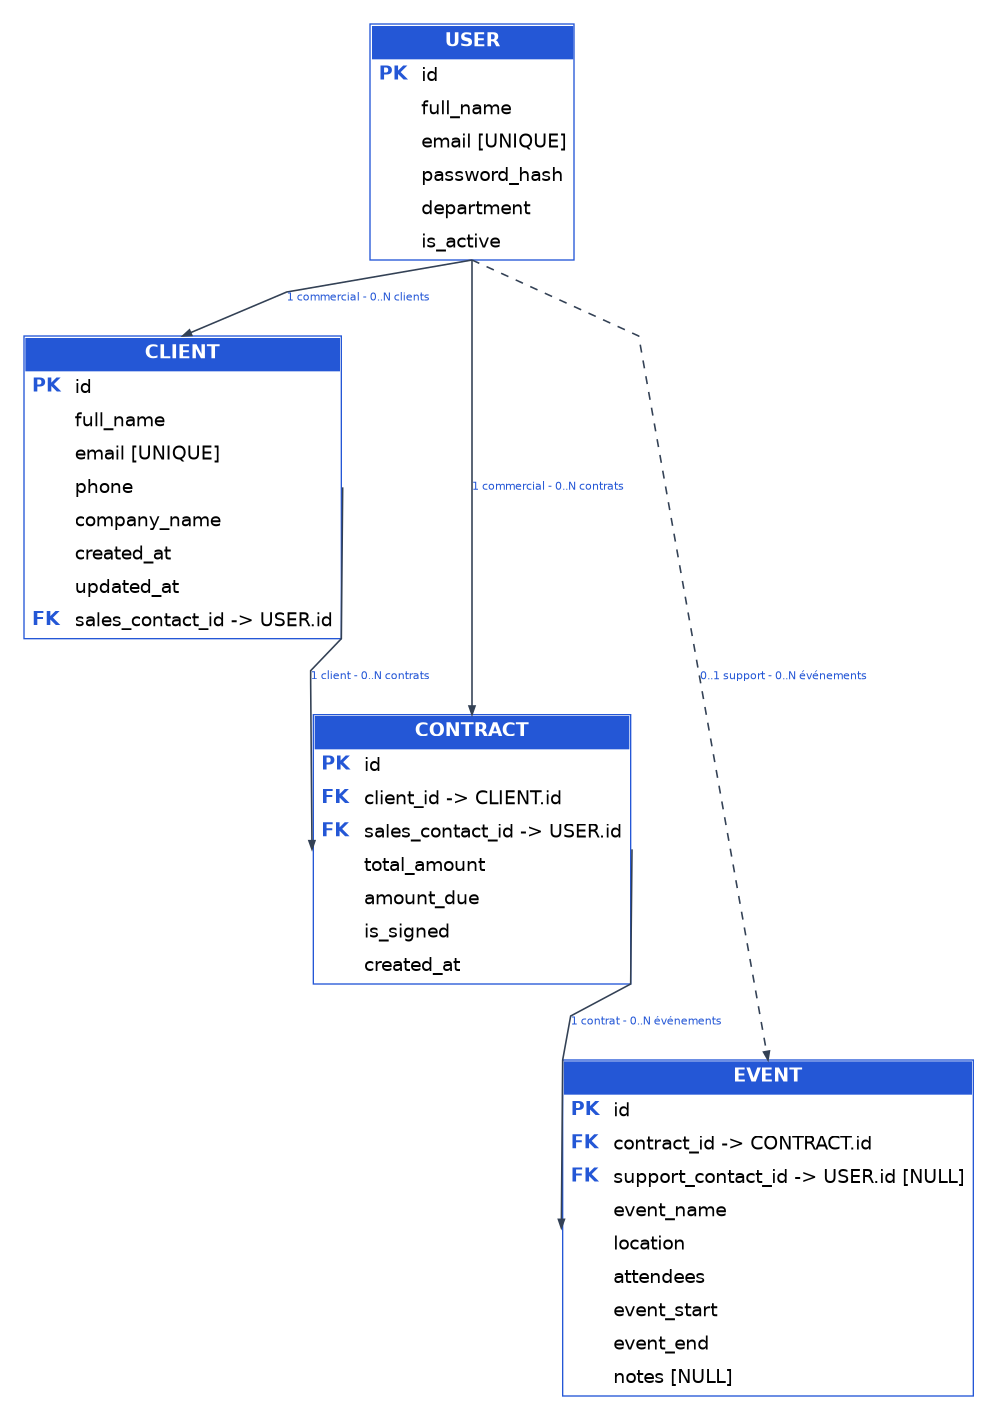 USER
PK id
full_name
email [UNIQUE]
password_hash
department
is_active
1 commercial - 0..N clients
CLIENT
PK id
full_name
email [UNIQUE]
phone
company_name
created_at
updated_at
FK sales_contact_id -> USER.id
1 commercial - 0..N contrats
1 client - 0..N contrats
0..1 support - 0..N événements
CONTRACT
PK id
FK client_id -> CLIENT.id
FK sales_contact_id -> USER.id
total_amount
amount_due
is_signed
created_at
1 contrat - 0..N événements
EVENT
PK id
FK contract_id -> CONTRACT.id
FK support_contact_id -> USER.id [NULL]
event_name
location
attendees
event_start
event_end
notes [NULL]